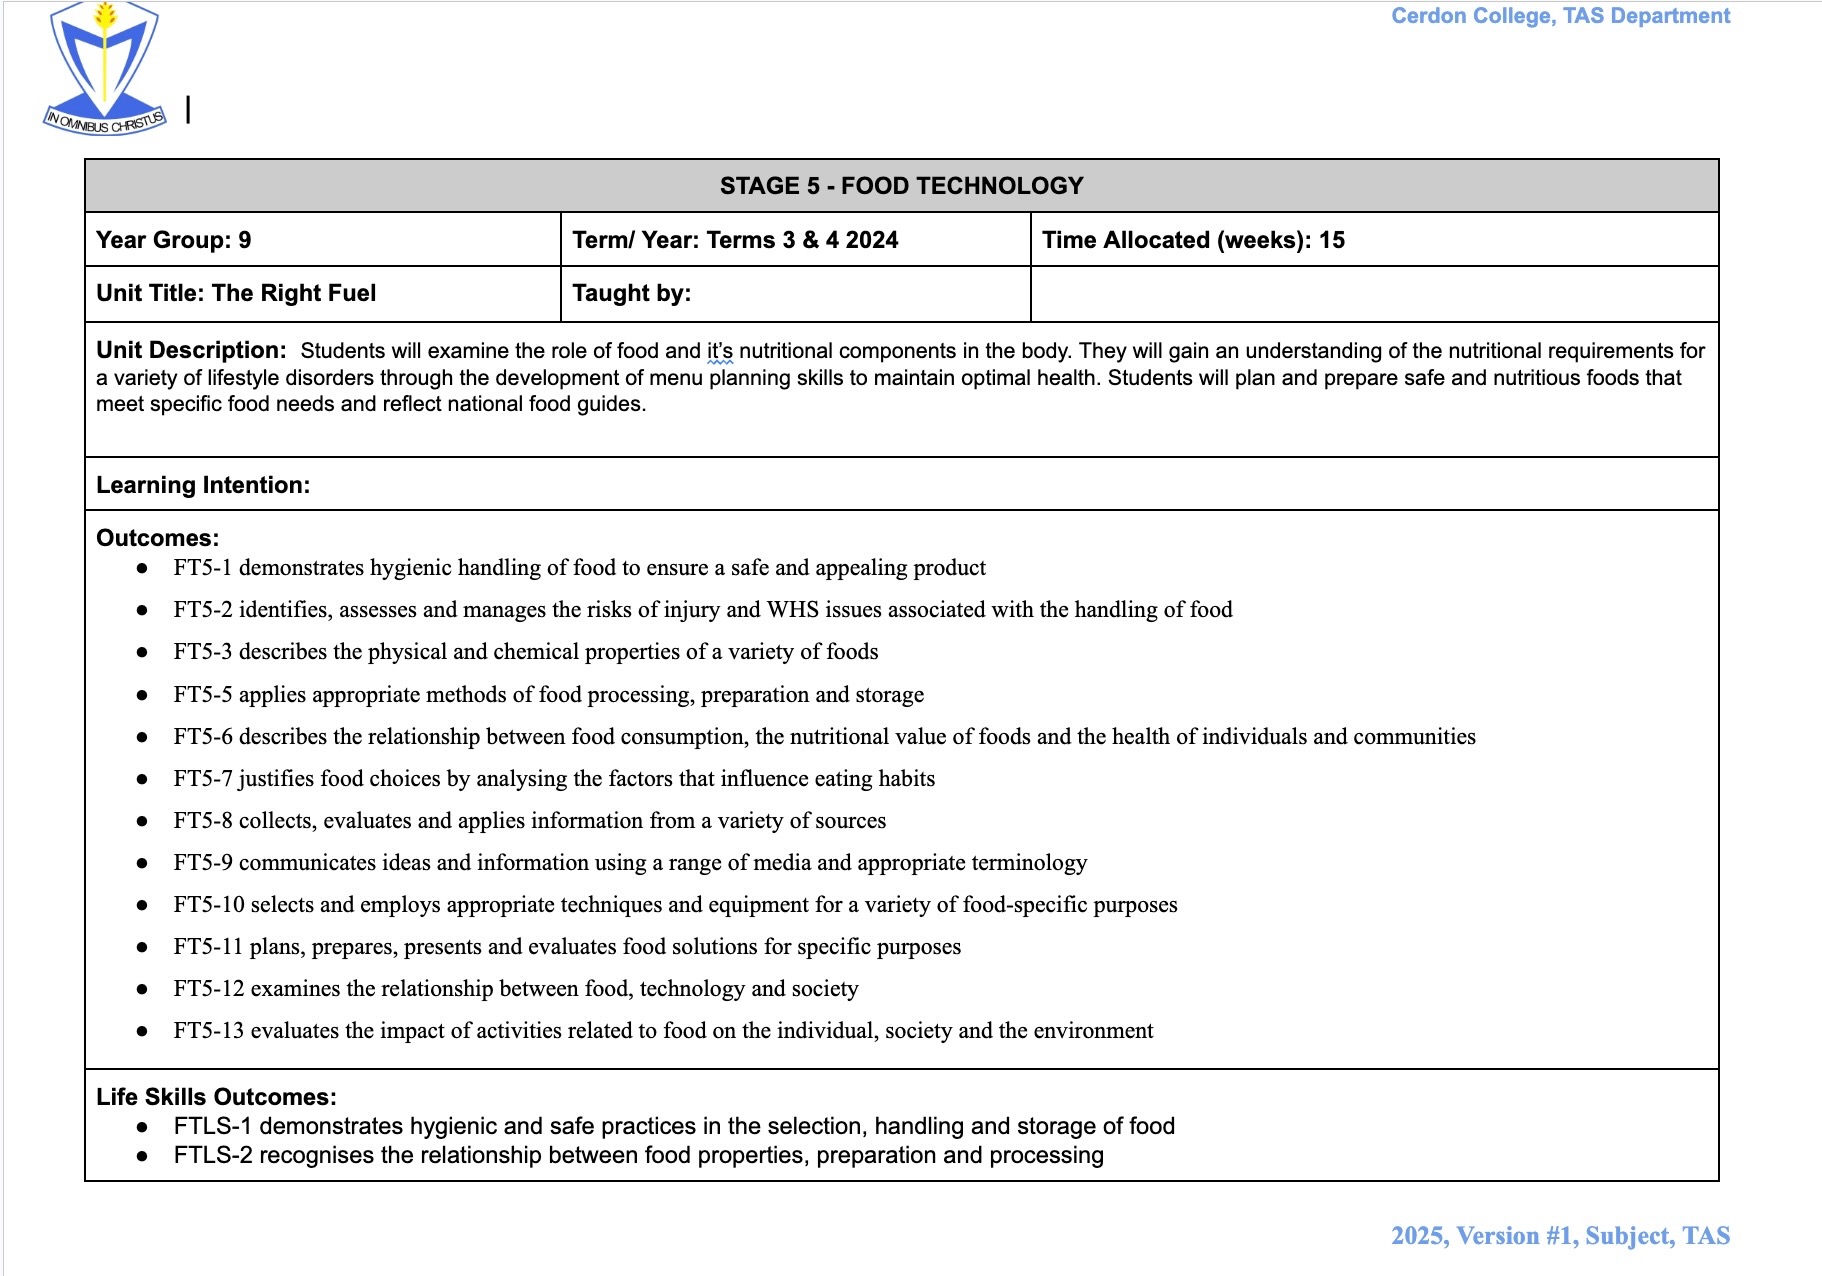 Cerdon College, TAS Department
IN OMNIBUS CHRISTUS
STAGE 5 - FOOD TECHNOLOGY
Year Group: 9
Term/ Year: Terms 3 & 4 2024
Time Allocated (weeks): 15
Unit Title: The Right Fuel
Taught by:
Unit Description: Students will examine the role of food and it's nutritional components in the body. They will gain an understanding of the nutritional requirements for
a variety of lifestyle disorders through the development of menu planning skills to maintain optimal health. Students will plan and prepare safe and nutritious foods that
meet specific food needs and reflect national food guides.
Learning Intention:
Outcomes:
● FT5-1 demonstrates hygienic handling of food to ensure a safe and appealing product
● FT5-2 identifies, assesses and manages the risks of injury and WHS issues associated with the handling of food
● FT5-3 describes the physical and chemical properties of a variety of foods
● FT5-5 applies appropriate methods of food processing, preparation and storage
● FT5-6 describes the relationship between food consumption, the nutritional value of foods and the health of individuals and communities
● FT5-7 justifies food choices by analysing the factors that influence eating habits
● FT5-8 collects, evaluates and applies information from a variety of sources
● FT5-9 communicates ideas and information using a range of media and appropriate terminology
● FT5-10 selects and employs appropriate techniques and equipment for a variety of food-specific purposes
● FT5-11 plans, prepares, presents and evaluates food solutions for specific purposes
● FT5-12 examines the relationship between food, technology and society
● FT5-13 evaluates the impact of activities related to food on the individual, society and the environment
Life Skills Outcomes:
● FTLS-1 demonstrates hygienic and safe practices in the selection, handling and storage of food
● FTLS-2 recognises the relationship between food properties, preparation and processing
2025, Version #1, Subject, TAS